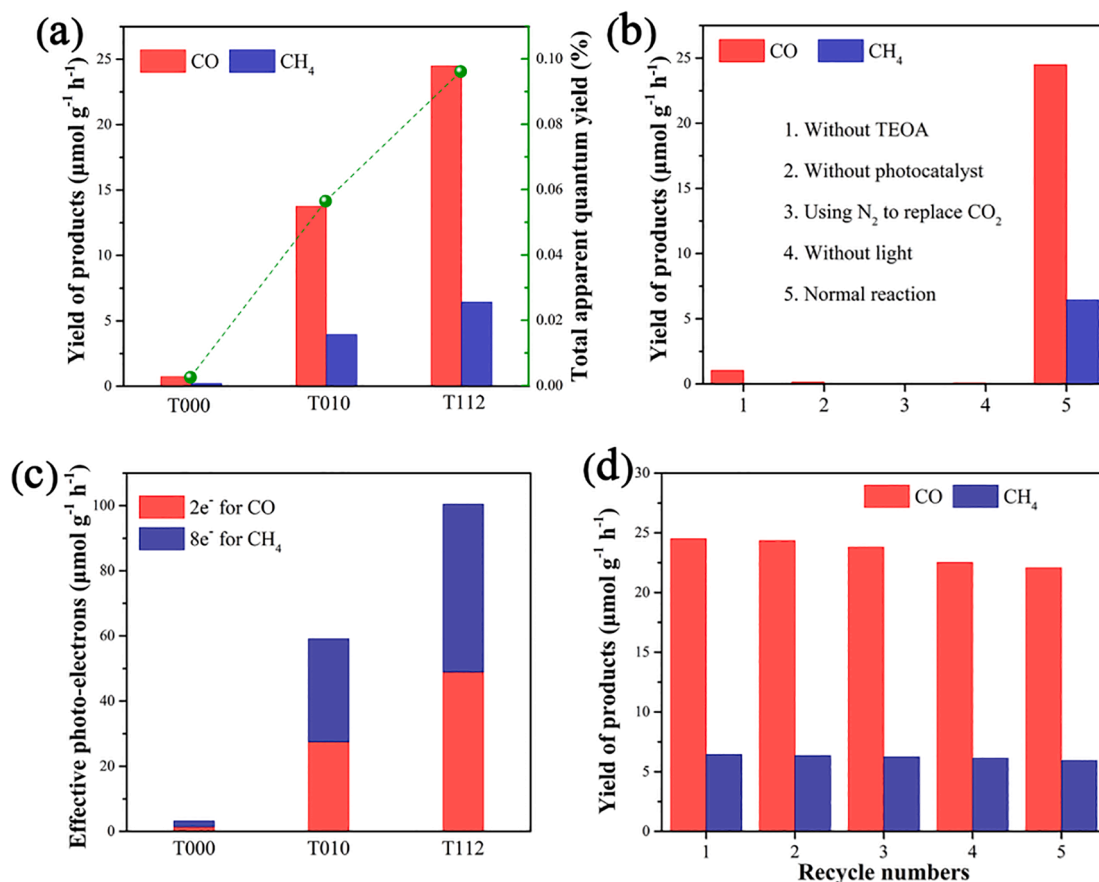 (a)
CO CH₄
Yield of products (μmol g⁻¹ h⁻¹)
25
20
15
10
5
0
T000 T010 T112
0.10
0.08
0.06
0.04
0.02
0.00
Total apparent quantum yield (%)
(b)
CO CH₄
Yield of products (μmol g⁻¹ h⁻¹)
25
20
15
10
5
0
1. Without TEOA
2. Without photocatalyst
3. Using N₂ to replace CO₂
4. Without light
5. Normal reaction
1 2 3 4 5
(c)
2e⁻ for CO
8e⁻ for CH₄
Effective photo-electrons (μmol g⁻¹ h⁻¹)
100
80
60
40
20
0
T000 T010 T112
(d)
CO CH₄
Yield of products (μmol g⁻¹ h⁻¹)
30
25
20
15
10
5
0
1 2 3 4 5
Recycle numbers